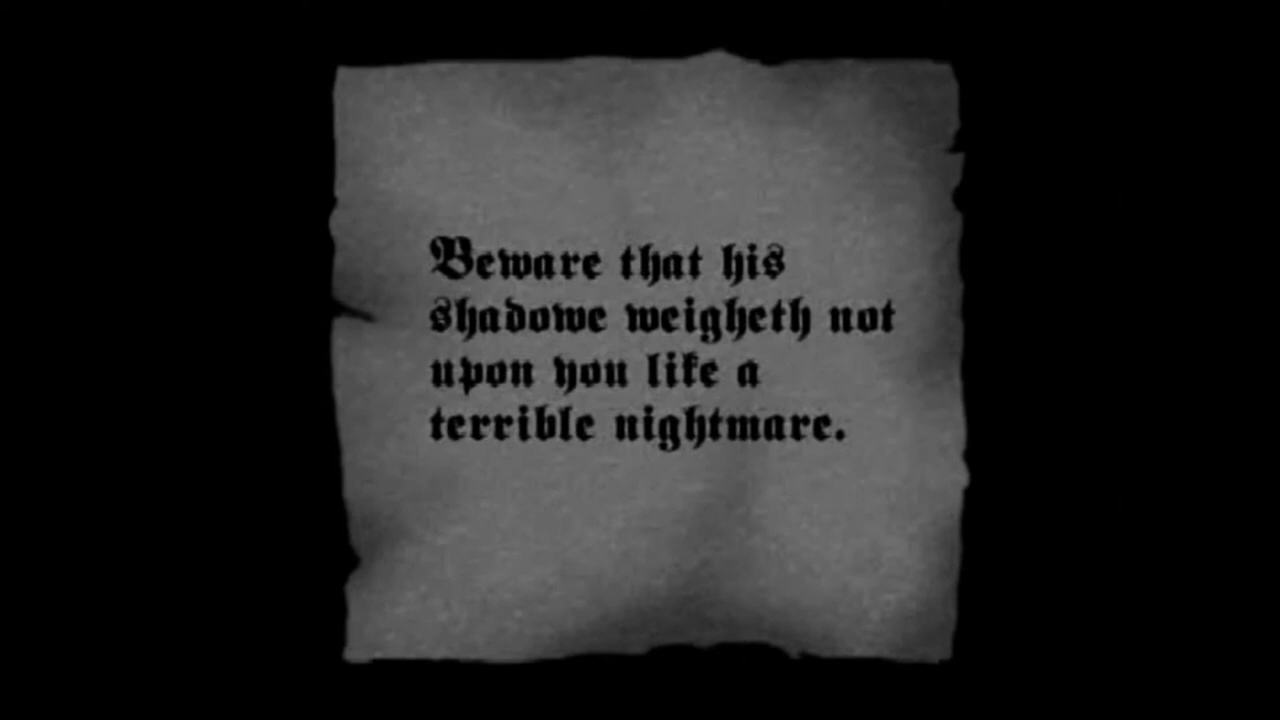 Beware that his
shadowe weigheth not
upon you like a
terrible nightmare.